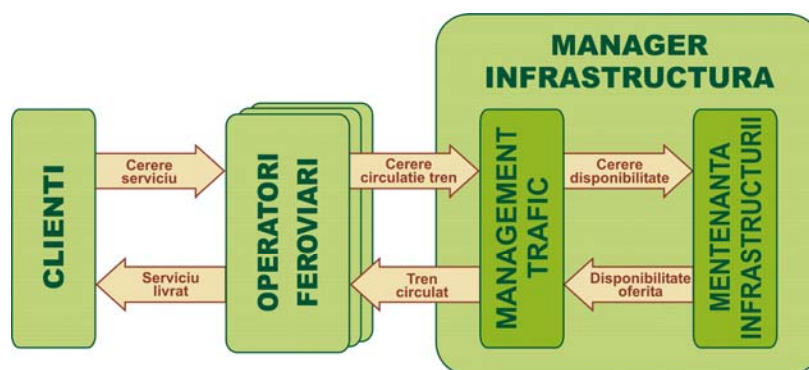 MANAGER
INFRASTRUCTURA
CLIENTI
Cerere
serviciu
Serviciu
livrat
OPERATORI
FEROVIARI
Cerere
circulatie tren
Tren
circulat
MANAGEMENT
TRAFIC
Cerere
disponibilitate
Disponibilitate
oferita
MENTENANTA
INFRASTRUCTURII